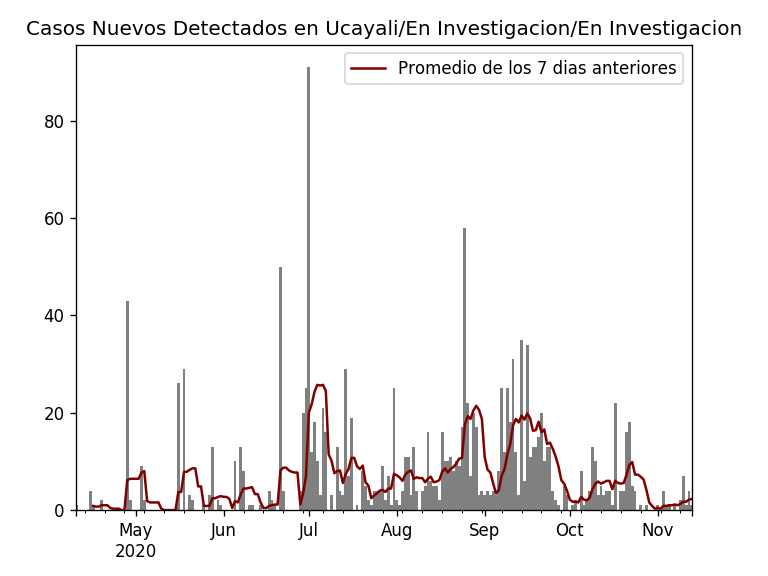 Casos Nuevos Detectados en Ucayali/En Investigacion/En Investigacion
Promedio de los 7 dias anteriores
80
60
40
20
0
May Jun Jul Aug Sep Oct Nov
2020